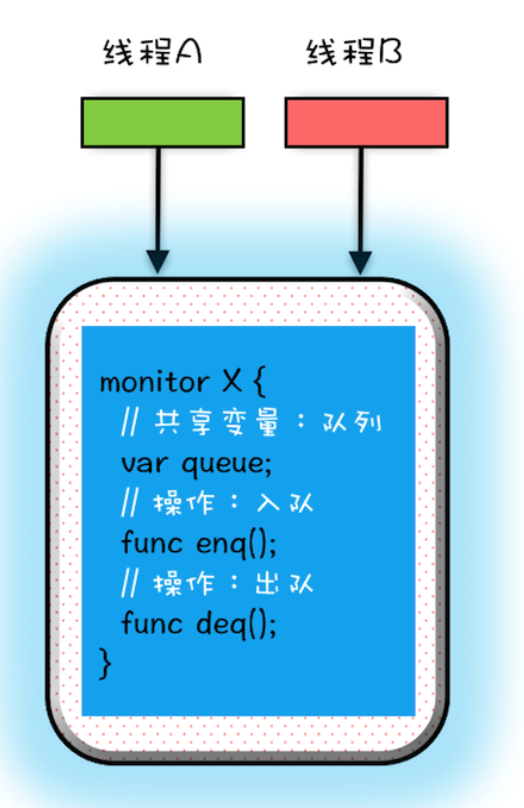 线程A
线程B
monitor X {
// 共享变量：队列
var queue;
// 操作：入队
func enq();
// 操作：出队
func deq();
}